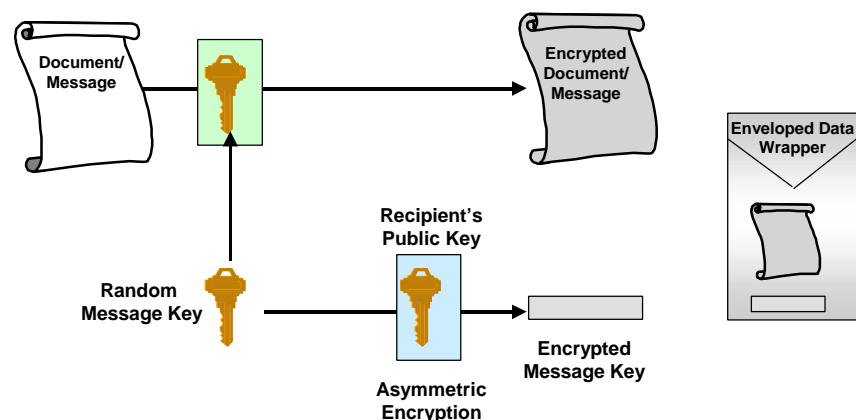 Document/
Message
Encrypted
Document/
Message
Enveloped Data
Wrapper
Recipient's
Public Key
Random
Message Key
Encrypted
Message Key
Asymmetric
Encryption